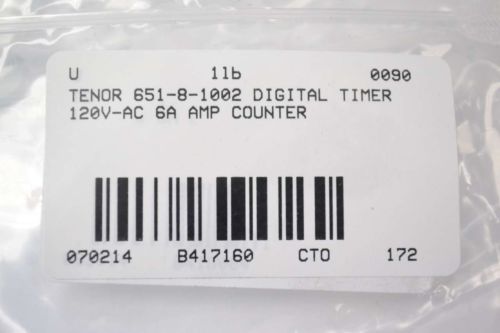 U 1lb 0090
TENOR 651-8-1002 DIGITAL TIMER
120V-AC 6A AMP COUNTER
070214 B417160 CTO 172